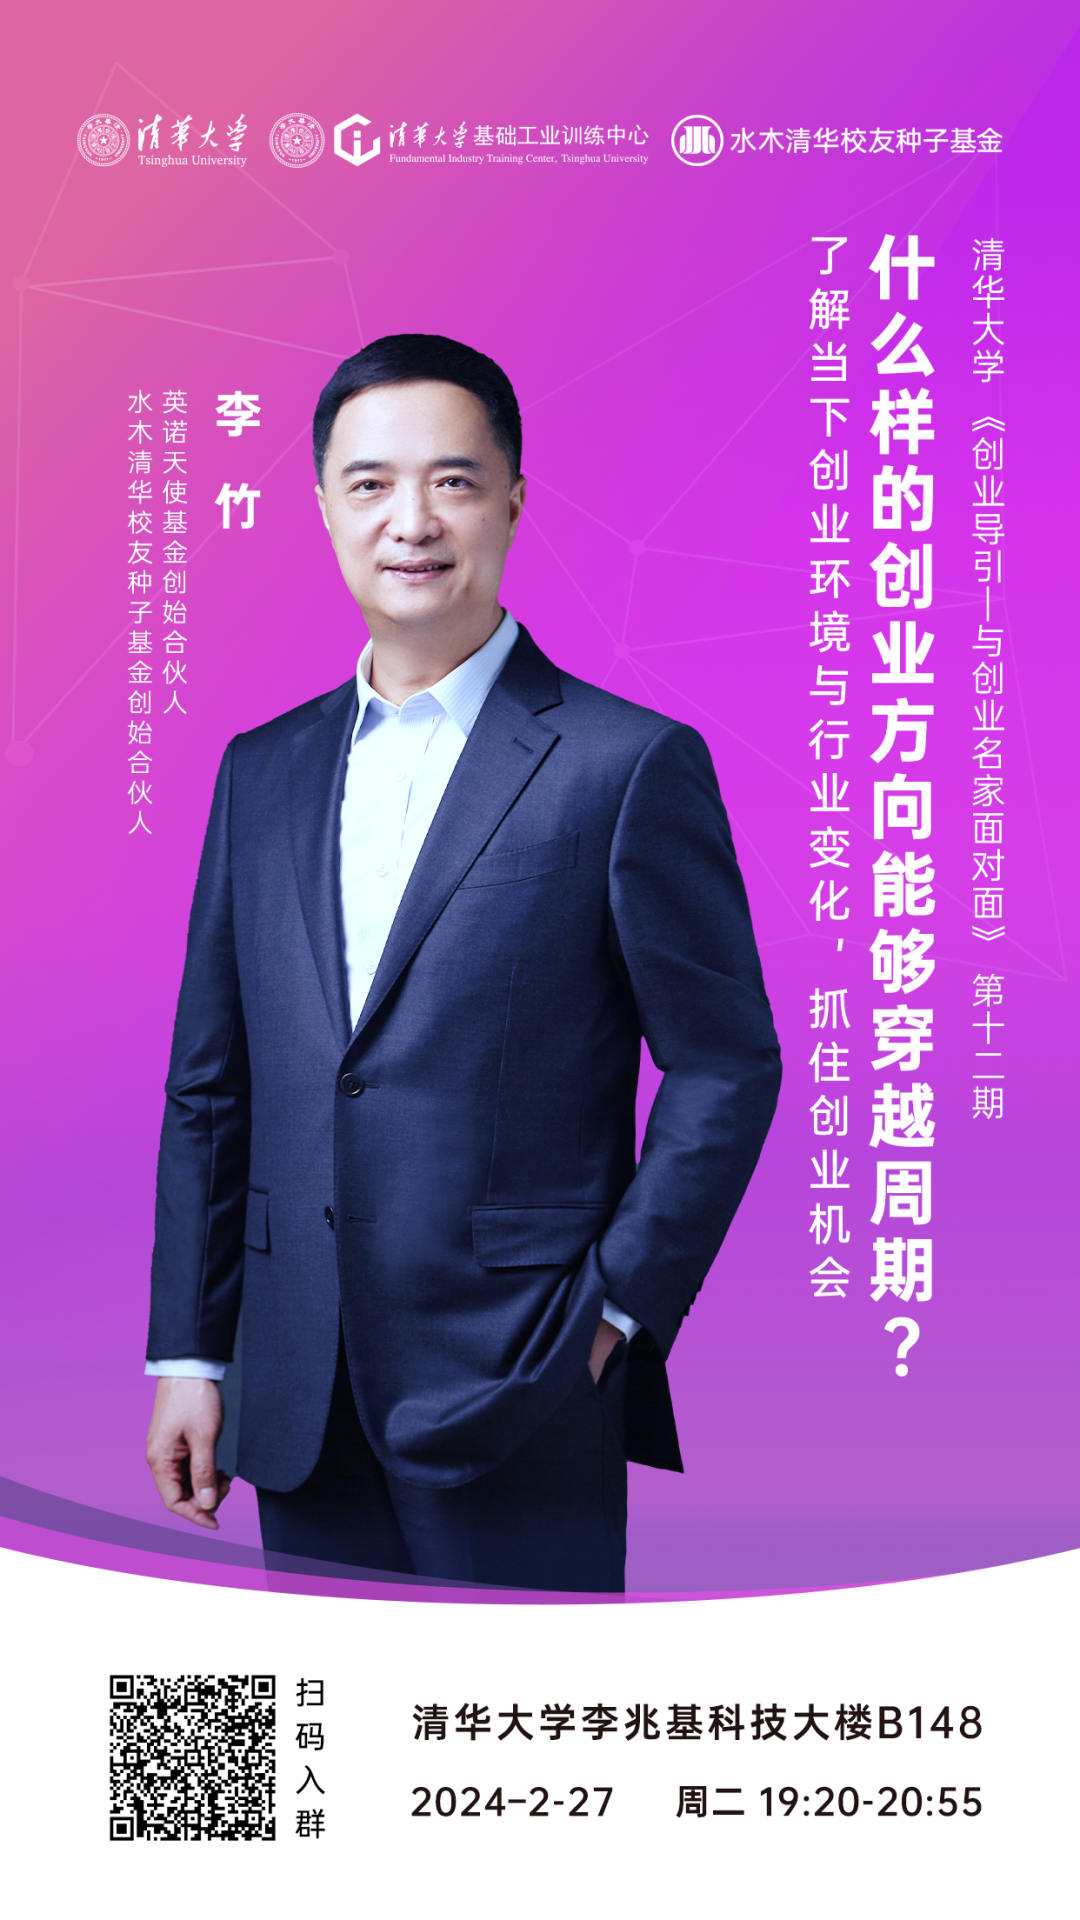 清华大学
Tsinghua University
清华大学基础工业训练中心
Fundamental Industry Training Center, Tsinghua University
水木清华校友种子基金
清华大学《创业导引—与创业名家面对面》 第十二期
什么样的创业方向能够穿越周期？
了解当下创业环境与行业变化，抓住创业机会
李竹
英诺天使基金创始合伙人
水木清华校友种子基金创始合伙人
扫码入群
清华大学李兆基科技大楼B148
2024-2-27 周二 19:20-20:55